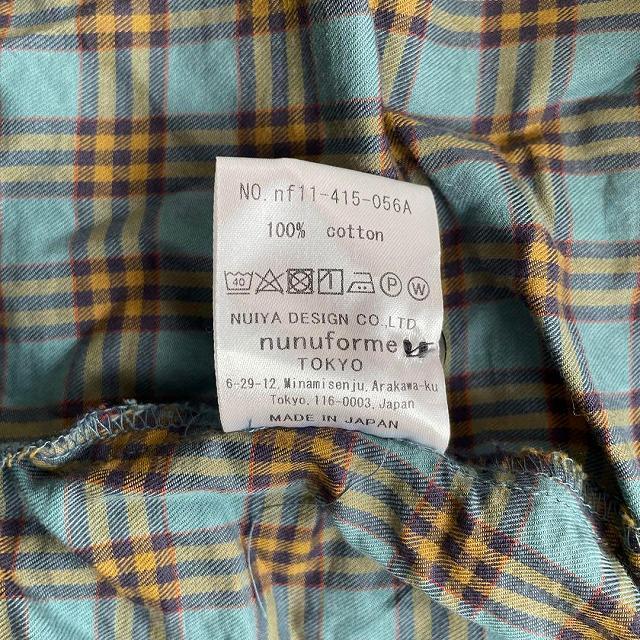 NO. nf11-415-056A
100% cotton
40 P W
NUIYA DESIGN CO., LTD
nunuforme
TOKYO
6-29-12, Minamisenju, Arakawa-ku
Tokyo, 116-0003, Japan
MADE IN JAPAN